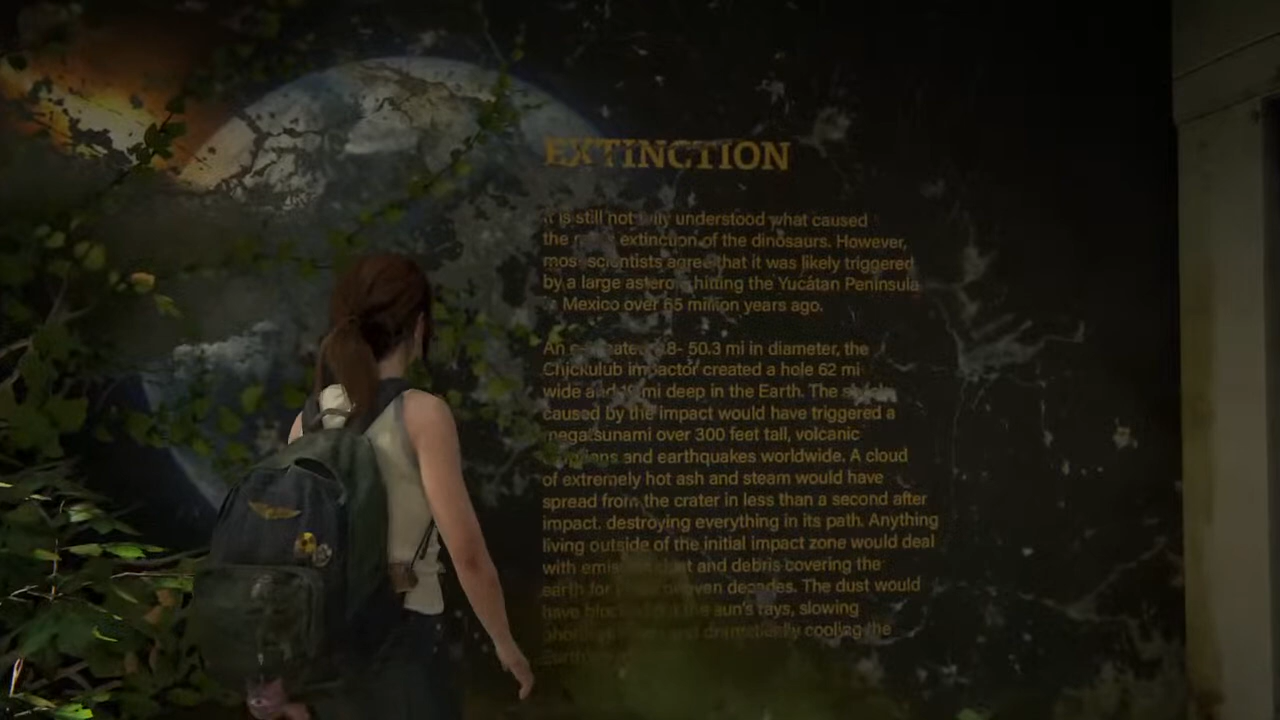 EXTINCTION
is still not understood what caused
the extinction of the dinosaurs. However,
most scientists agree that it was likely triggered
by a large hitting the Yucátan Peninsula
Mexico over 65 million years ago.
An 50.3 mi in diameter, the
Chickulub impactor created a hole 62 mi
wide and mi deep in the Earth. The
caused by the impact would have triggered a
megatsunami over 300 feet tall, volcanic
and earthquakes worldwide. A cloud
of extremely hot ash and steam would have
spread from the crater in less than a second after
impact. destroying everything in its path. Anything
living outside of the initial impact zone would deal
with dust and debris covering the
earth for or even decades. The dust would
have the sun's rays, slowing
and dramatically cooling the